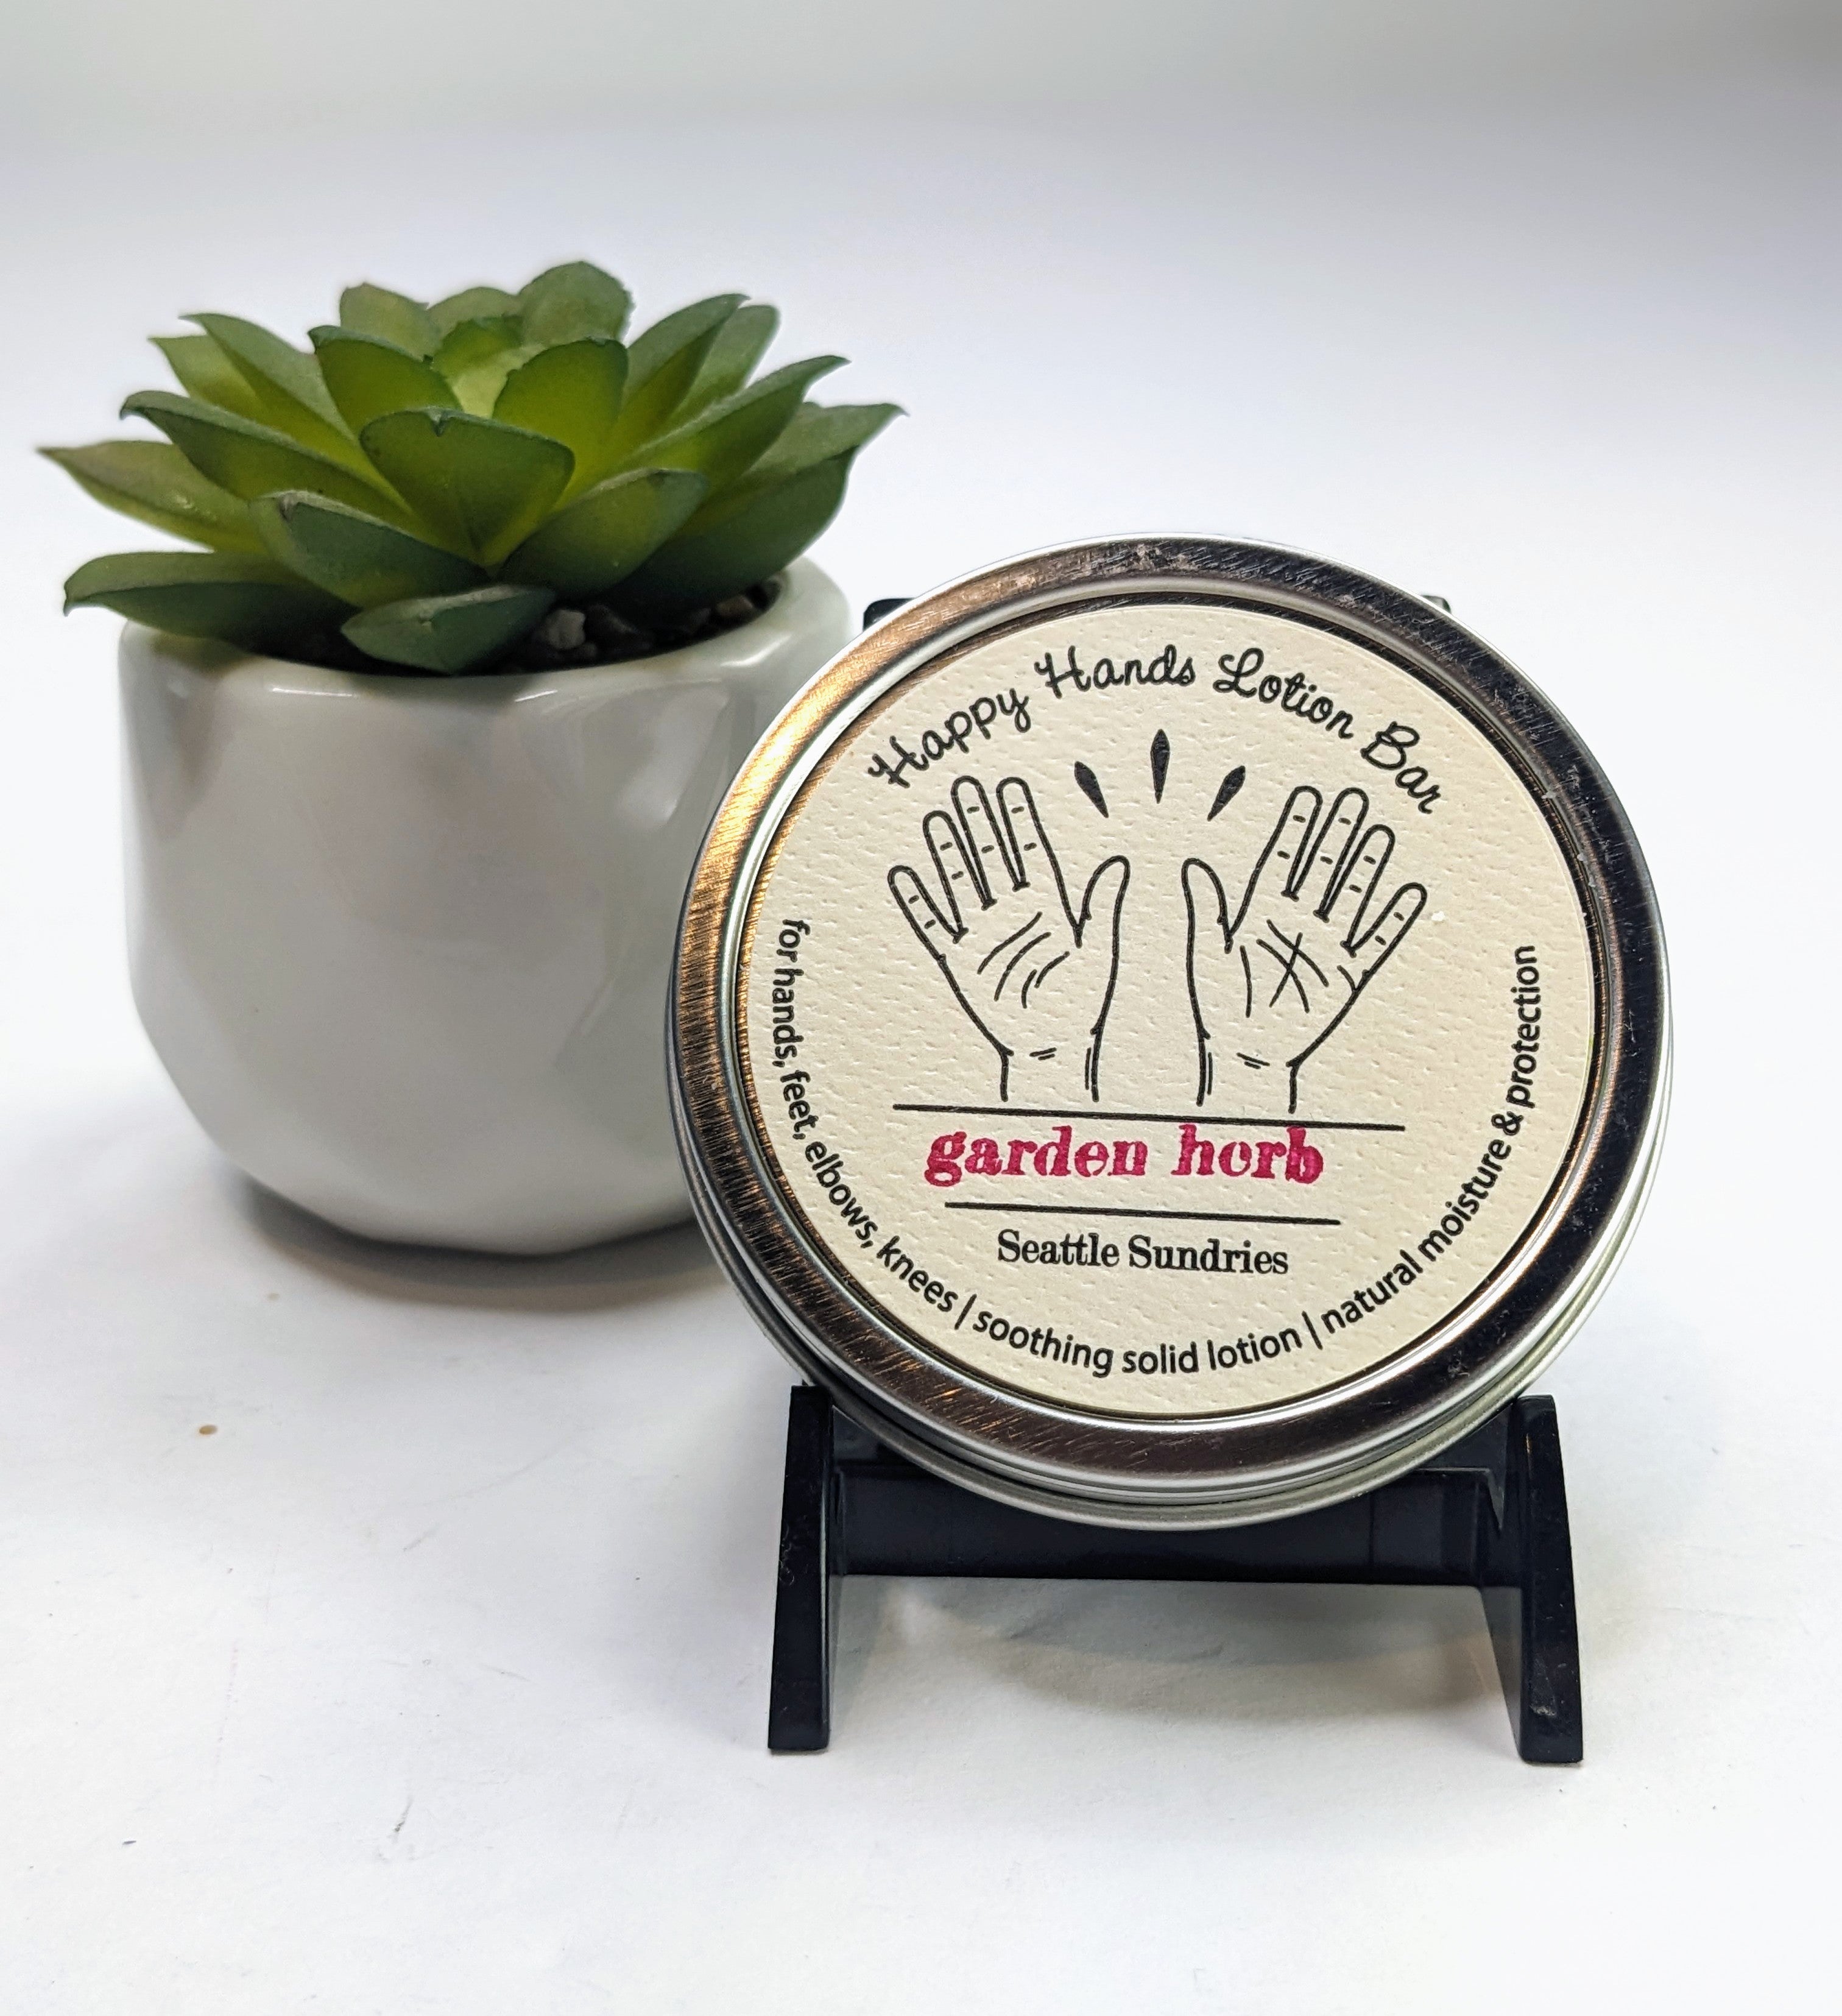 Happy Hands Lotion Bar
garden herb
Seattle Sundries
for hands, feet, elbows, knees | soothing solid lotion | natural moisture & protection